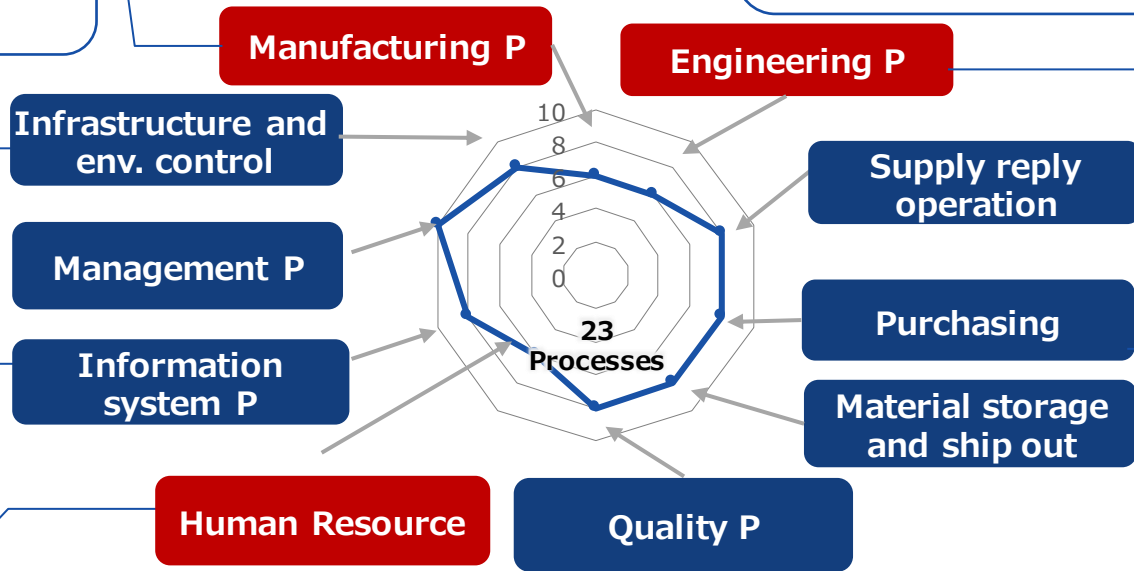 Manufacturing P
Engineering P
Infrastructure and
env. control
Supply reply
operation
Management P
Purchasing
Information
system P
Material storage
and ship out
Human Resource
Quality P
10
8
6
4
2
0
23
Processes